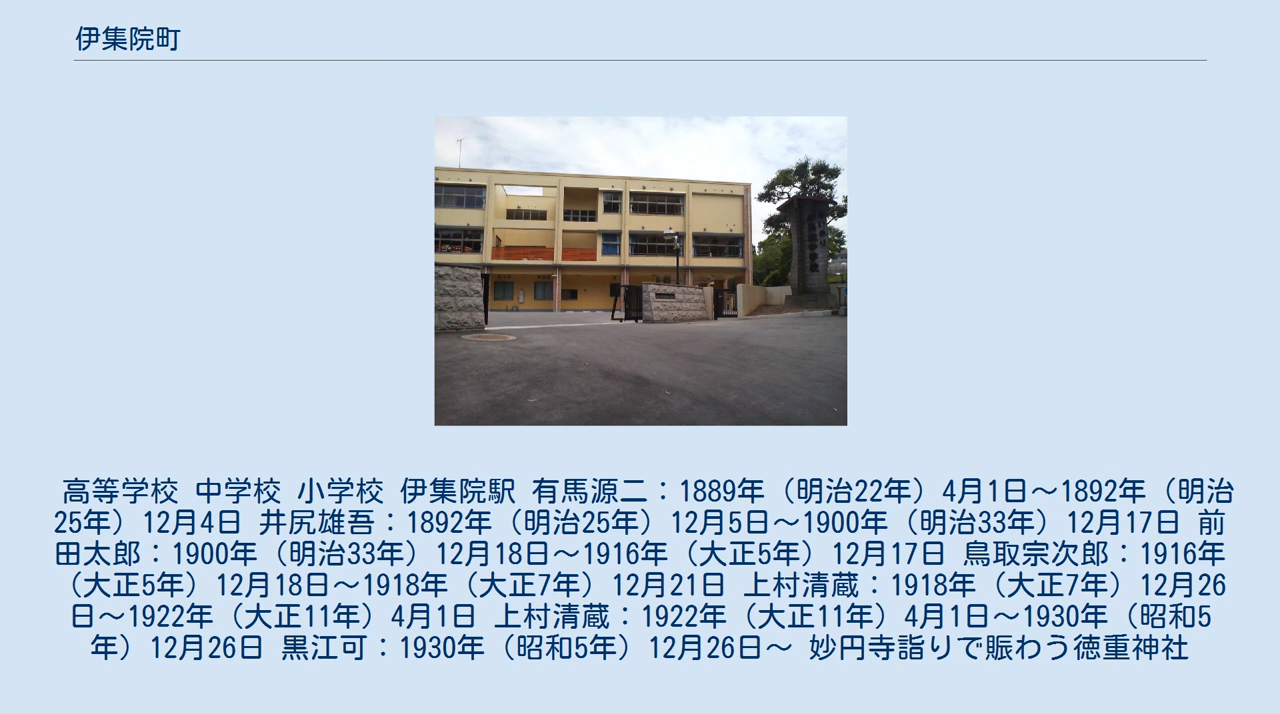 伊集院町
高等学校 中学校 小学校 伊集院駅 有馬源二：1889年（明治22年）4月1日～1892年（明治
25年）12月4日 井尻雄吾：1892年（明治25年）12月5日～1900年（明治33年）12月17日 前
田太郎：1900年（明治33年）12月18日～1916年（大正5年）12月17日 鳥取宗次郎：1916年
（大正5年）12月18日～1918年（大正7年）12月21日 上村清蔵：1918年（大正7年）12月26
日～1922年（大正11年）4月1日 上村清蔵：1922年（大正11年）4月1日～1930年（昭和5
年）12月26日 黒江可：1930年（昭和5年）12月26日～ 妙円寺詣りで賑わう徳重神社